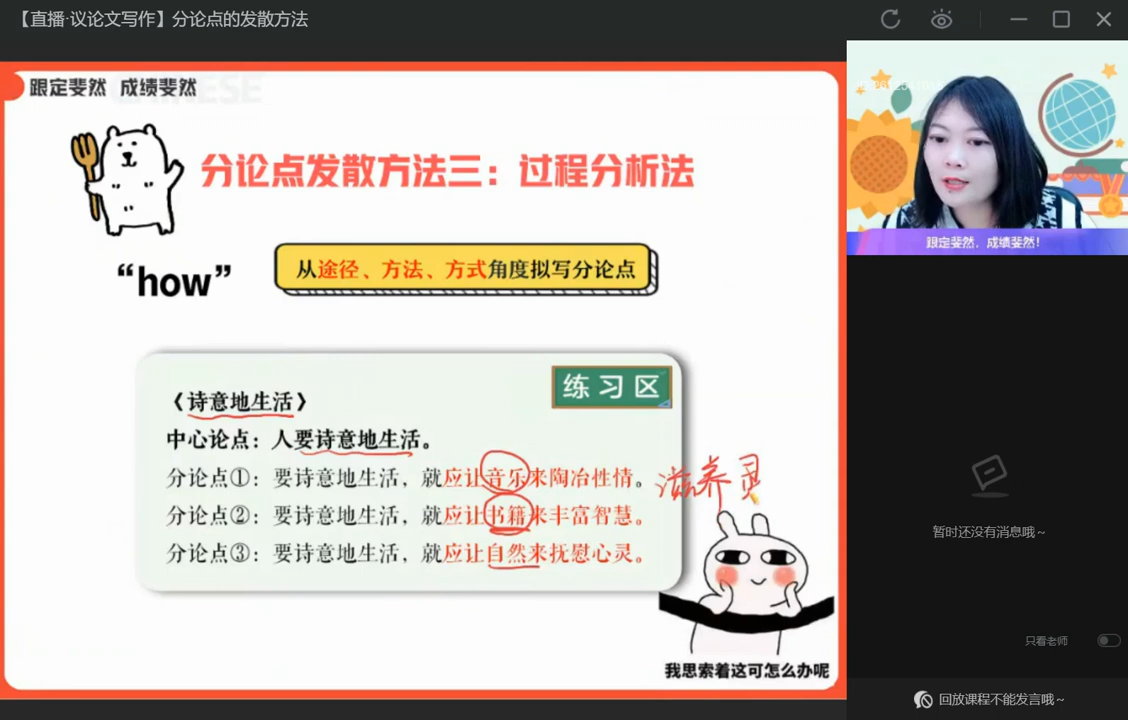 【直播·议论文写作】分论点的发散方法
跟定斐然 成绩斐然
分论点发散方法三：过程分析法
“how”
从途径、方法、方式角度拟写分论点
练习区
《诗意地生活》
中心论点：人要诗意地生活。
分论点①：要诗意地生活，就应让音乐来陶冶性情。
滋养灵
分论点②：要诗意地生活，就应让书籍来丰富智慧。
分论点③：要诗意地生活，就应让自然来抚慰心灵。
我思索着这可怎么办呢
跟定斐然，成绩斐然！
暂时还没有消息哦～
只看老师
回放课程不能发言哦～